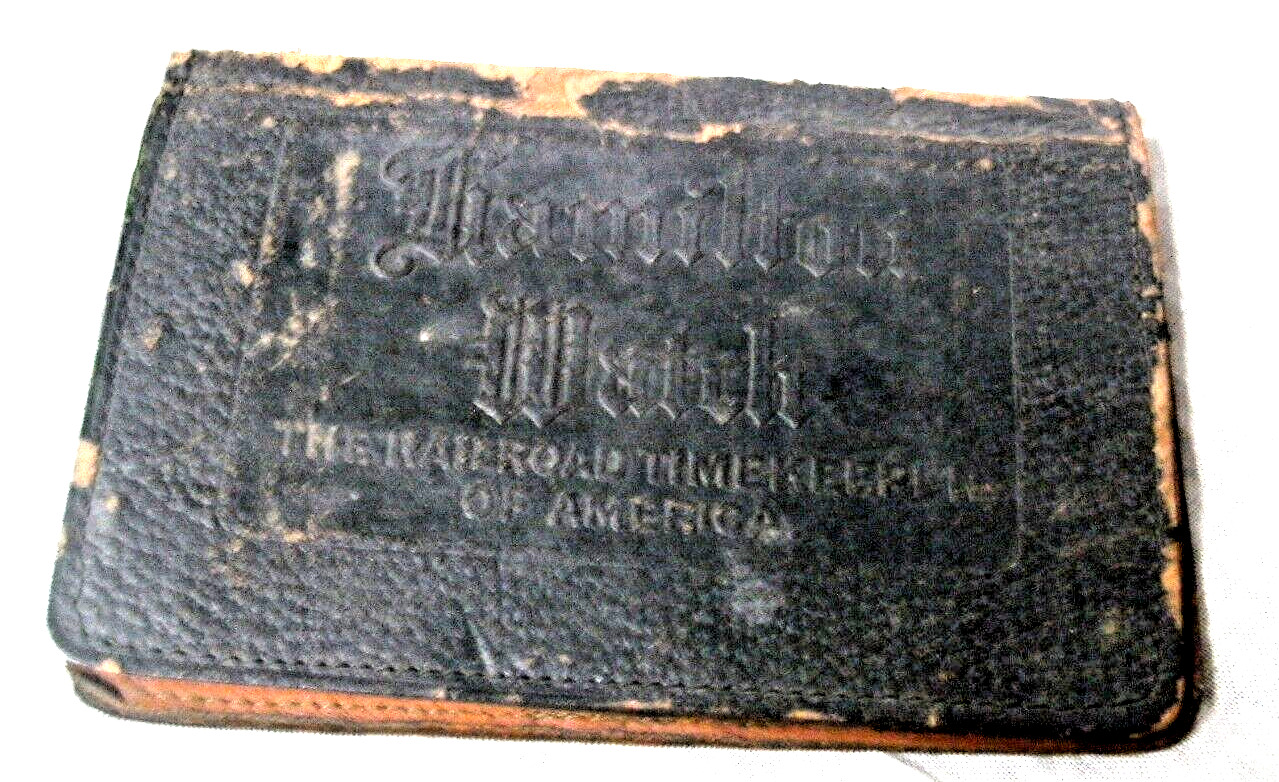 Hamilton
Watch
THE RAILROAD TIMEKEEPER
OF AMERICA